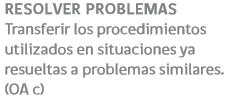 RESOLVER PROBLEMAS
Transferir los procedimientos
utilizados en situaciones ya
resueltas a problemas similares.
(OA c)